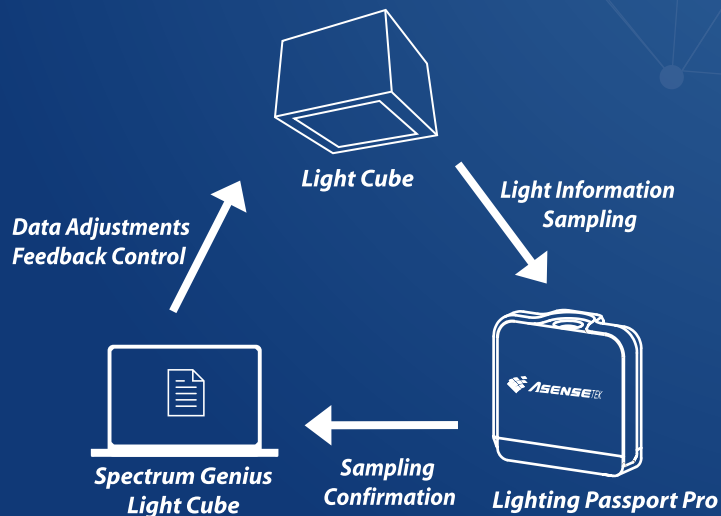 Light Cube
Light Information
Sampling
Data Adjustments
Feedback Control
ASENSETEK
Spectrum Genius
Light Cube
Sampling
Confirmation
Lighting Passport Pro